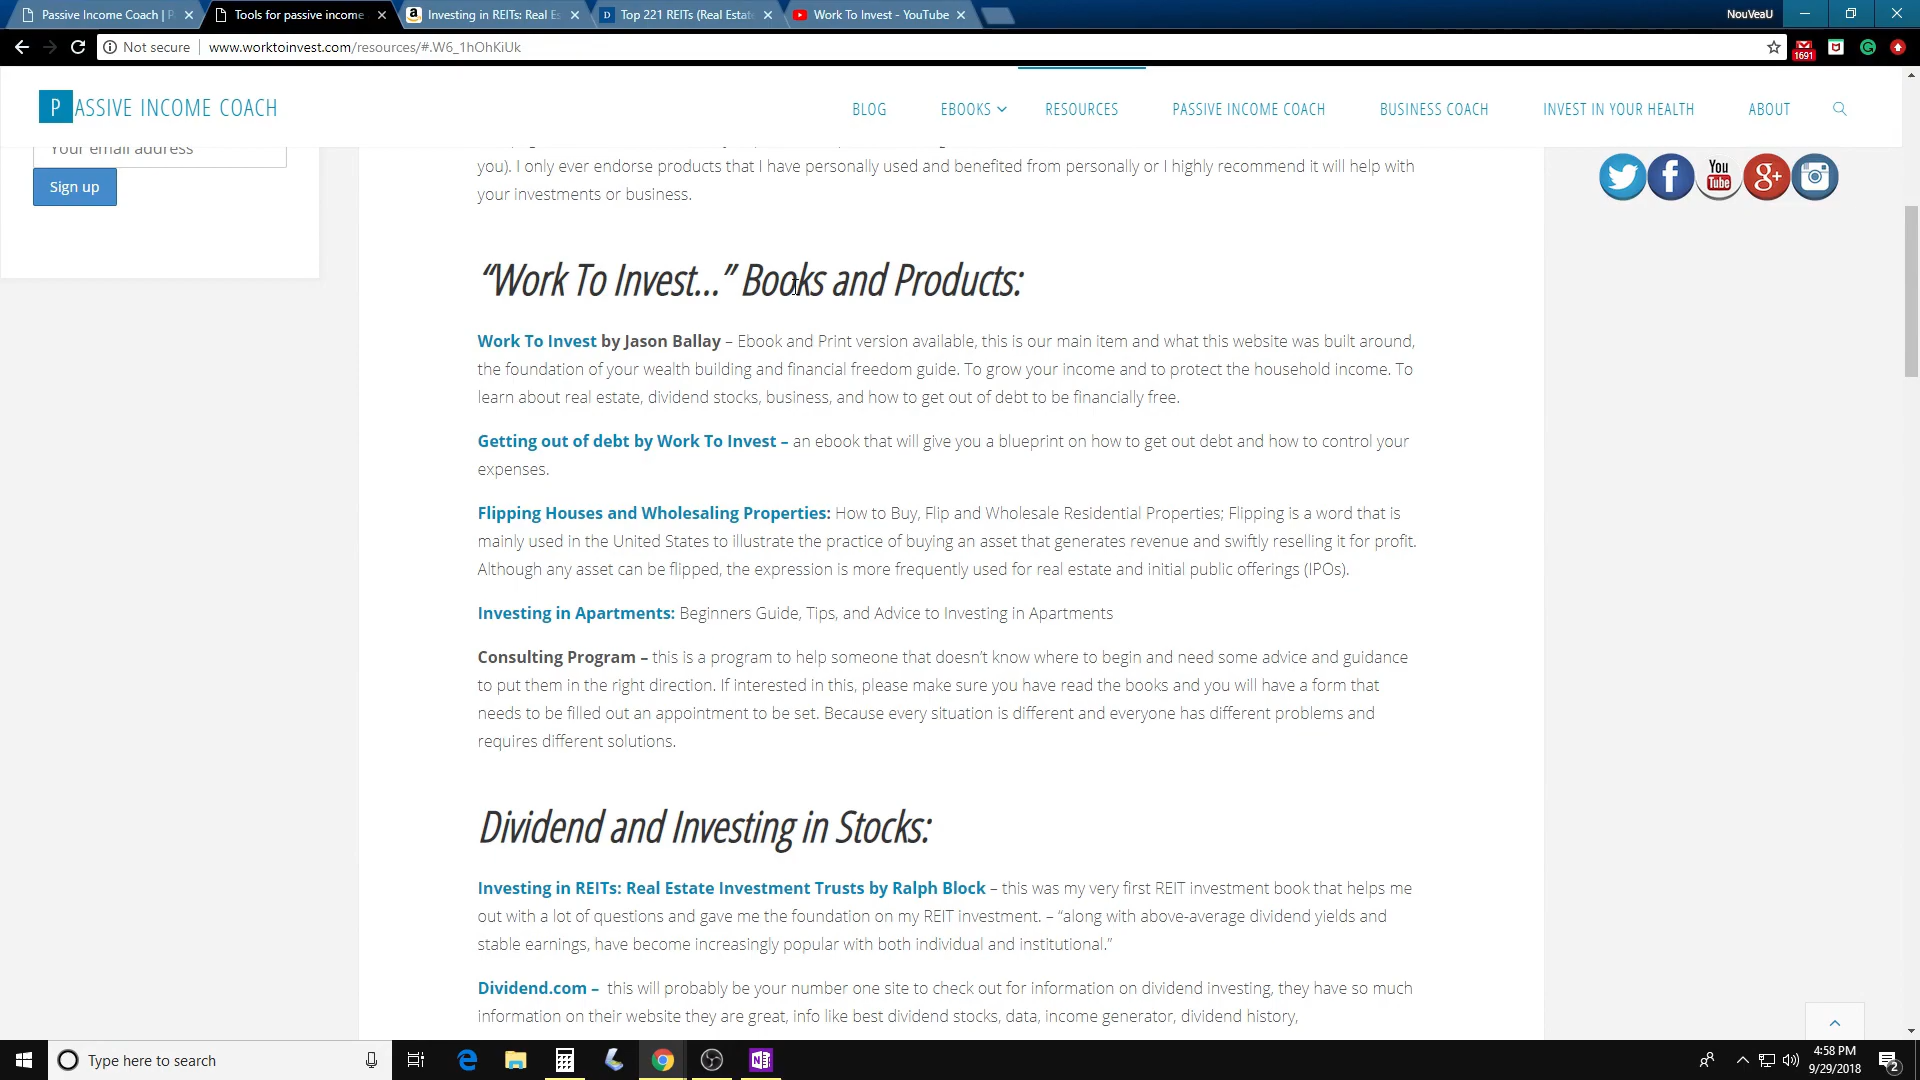 Passive Income Coach | P
Tools for passive income
Investing in REITs: Real Es
Top 221 REITs (Real Estat
Work To Invest - YouTube
NouVeaU
Not secure
www.worktoinvest.com/resources/#.W6_1hOhKiUk
1691
PASSIVE INCOME COACH
BLOG
EBOOKS
RESOURCES
PASSIVE INCOME COACH
BUSINESS COACH
INVEST IN YOUR HEALTH
ABOUT
Your email address
Sign up
You Tube
g+
you). I only ever endorse products that I have personally used and benefited from personally or I highly recommend it will help with
your investments or business.
“Work To Invest…” Books and Products:
Work To Invest by Jason Ballay – Ebook and Print version available, this is our main item and what this website was built around,
the foundation of your wealth building and financial freedom guide. To grow your income and to protect the household income. To
learn about real estate, dividend stocks, business, and how to get out of debt to be financially free.
Getting out of debt by Work To Invest – an ebook that will give you a blueprint on how to get out debt and how to control your
expenses.
Flipping Houses and Wholesaling Properties: How to Buy, Flip and Wholesale Residential Properties; Flipping is a word that is
mainly used in the United States to illustrate the practice of buying an asset that generates revenue and swiftly reselling it for profit.
Although any asset can be flipped, the expression is more frequently used for real estate and initial public offerings (IPOs).
Investing in Apartments: Beginners Guide, Tips, and Advice to Investing in Apartments
Consulting Program – this is a program to help someone that doesn’t know where to begin and need some advice and guidance
to put them in the right direction. If interested in this, please make sure you have read the books and you will have a form that
needs to be filled out an appointment to be set. Because every situation is different and everyone has different problems and
requires different solutions.
Dividend and Investing in Stocks:
Investing in REITs: Real Estate Investment Trusts by Ralph Block – this was my very first REIT investment book that helps me
out with a lot of questions and gave me the foundation on my REIT investment. – “along with above-average dividend yields and
stable earnings, have become increasingly popular with both individual and institutional.”
Dividend.com – this will probably be your number one site to check out for information on dividend investing, they have so much
information on their website they are great, info like best dividend stocks, data, income generator, dividend history,
Type here to search
4:58 PM
9/29/2018
2